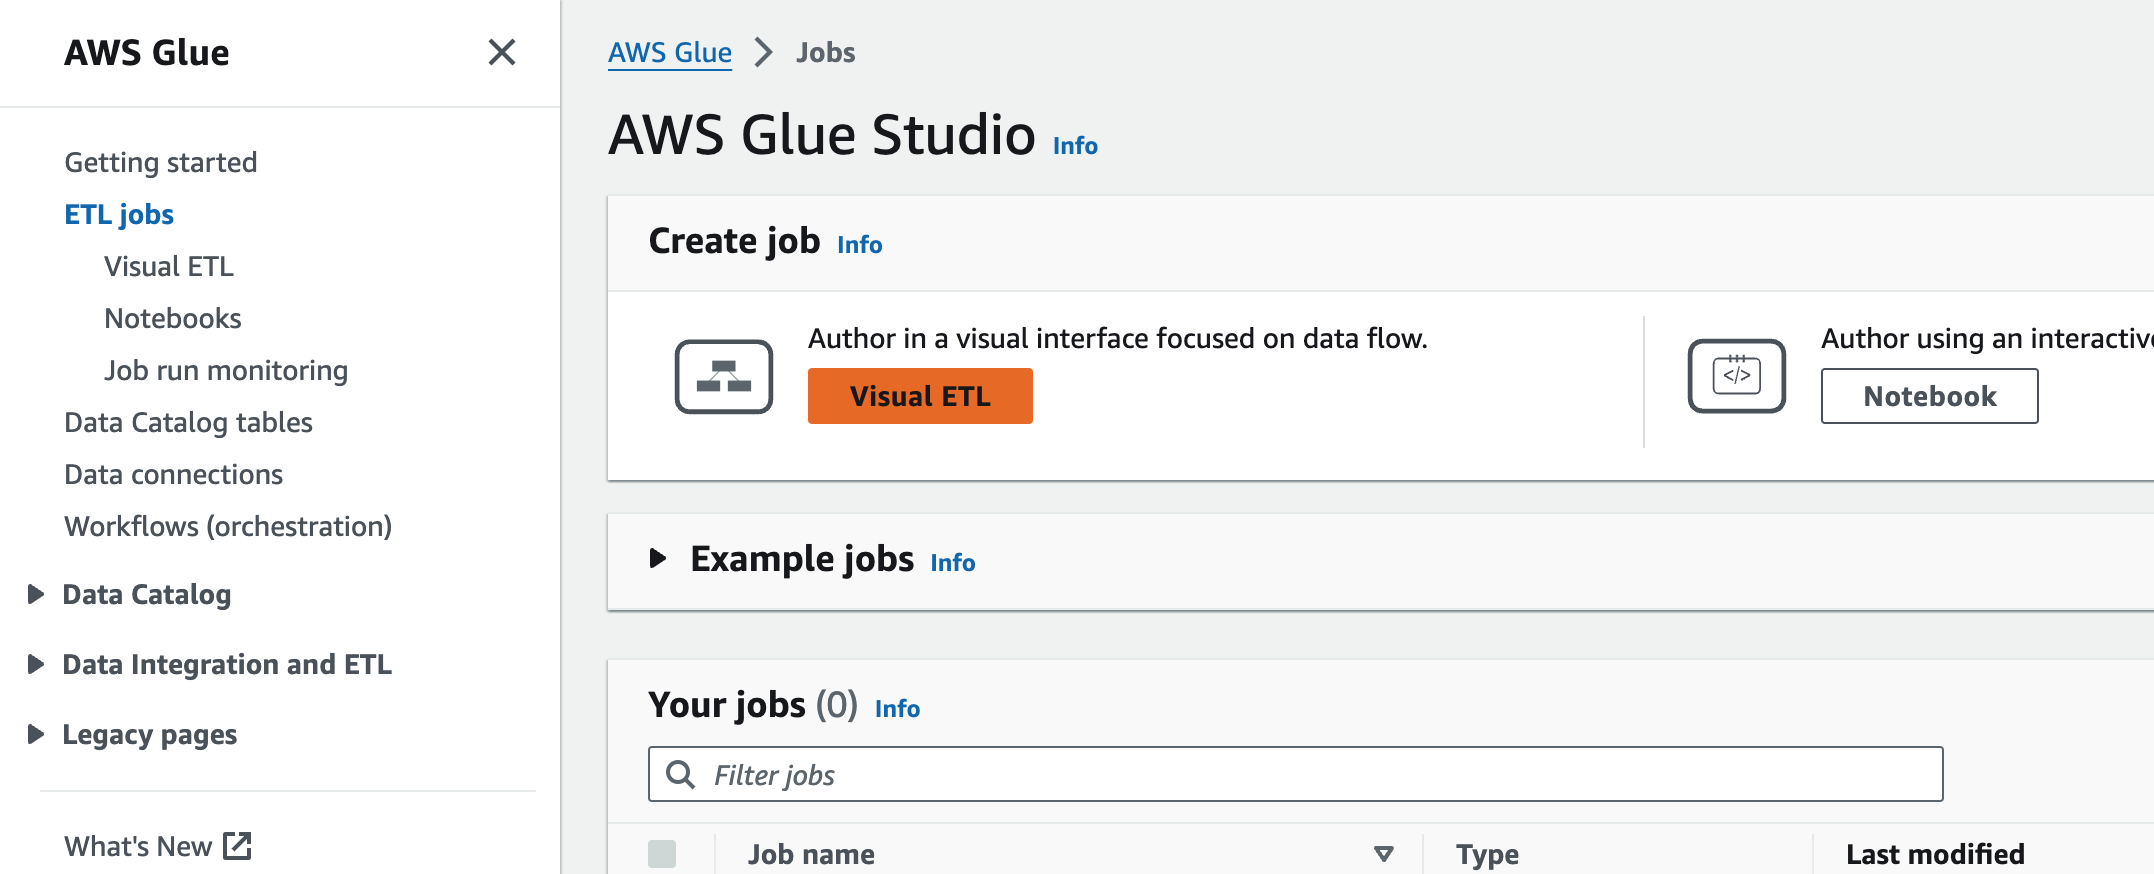 AWS Glue
Getting started
ETL jobs
Visual ETL
Notebooks
Job run monitoring
Data Catalog tables
Data connections
Workflows (orchestration)
Data Catalog
Data Integration and ETL
Legacy pages
What's New
AWS Glue > Jobs
AWS Glue Studio Info
Create job Info
Author in a visual interface focused on data flow.
Visual ETL
</>
Author using an interactive
Notebook
Example jobs Info
Your jobs (0) Info
Filter jobs
Job name Type Last modified